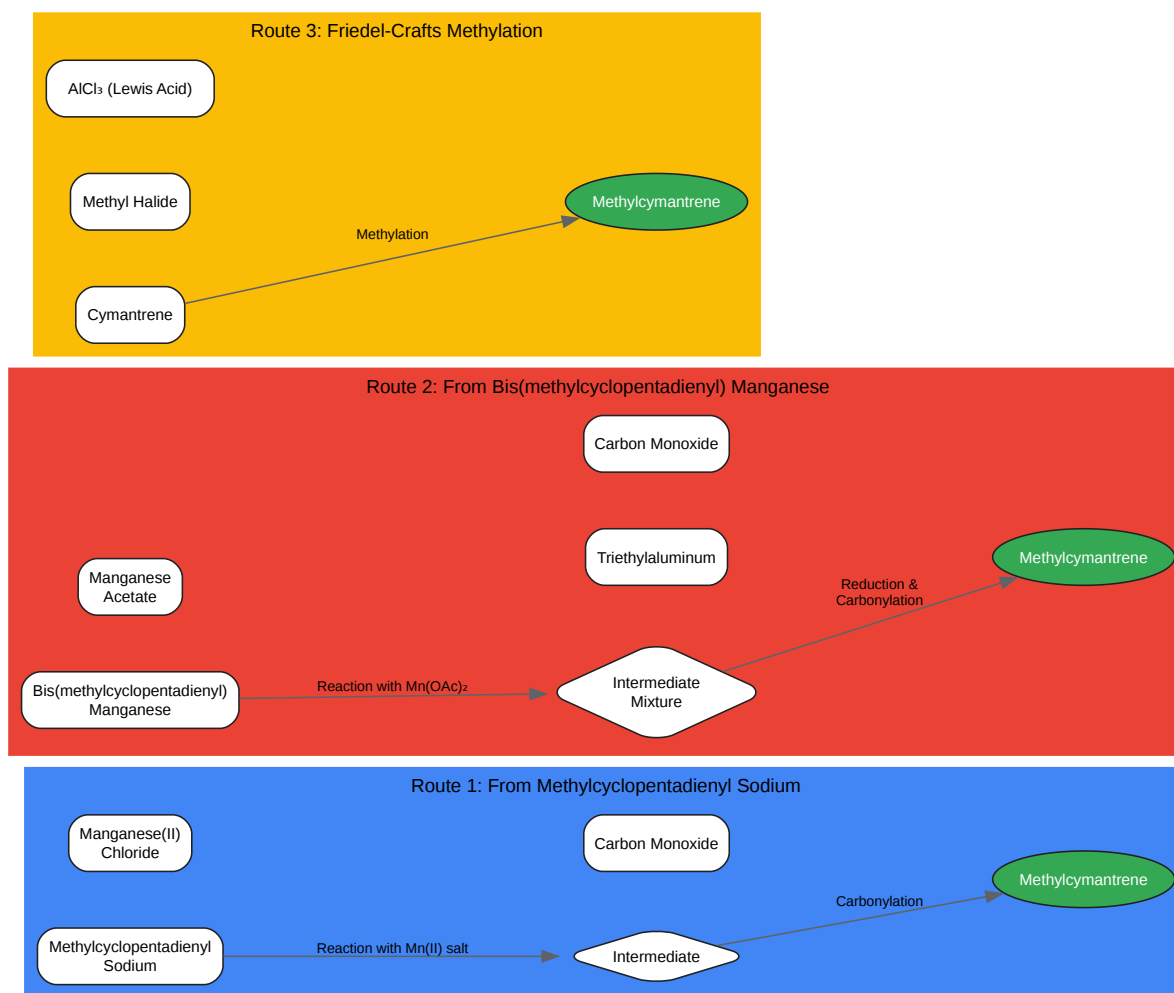 Route 3: Friedel-Crafts Methylation
AlCl₃ (Lewis Acid)
Methyl Halide
Methylcymantrene
Methylation
Cymantrene
Route 2: From Bis(methylcyclopentadienyl) Manganese
Carbon Monoxide
Triethylaluminum
Methylcymantrene
Manganese
Acetate
Reduction &
Carbonylation
Bis(methylcyclopentadienyl)
Manganese
Reaction with Mn(OAc)₂
Intermediate
Mixture
Route 1: From Methylcyclopentadienyl Sodium
Manganese(II)
Chloride
Carbon Monoxide
Methylcymantrene
Carbonylation
Methylcyclopentadienyl
Sodium
Reaction with Mn(II) salt
Intermediate